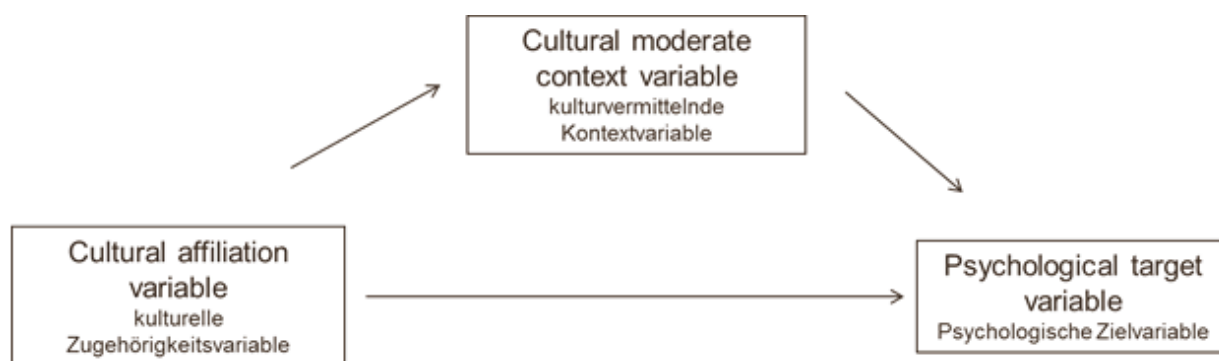 Cultural moderate
context variable
kulturvermittelnde
Kontextvariable
Cultural affiliation
variable
kulturelle
Zugehörigkeitsvariable
Psychological target
variable
Psychologische Zielvariable